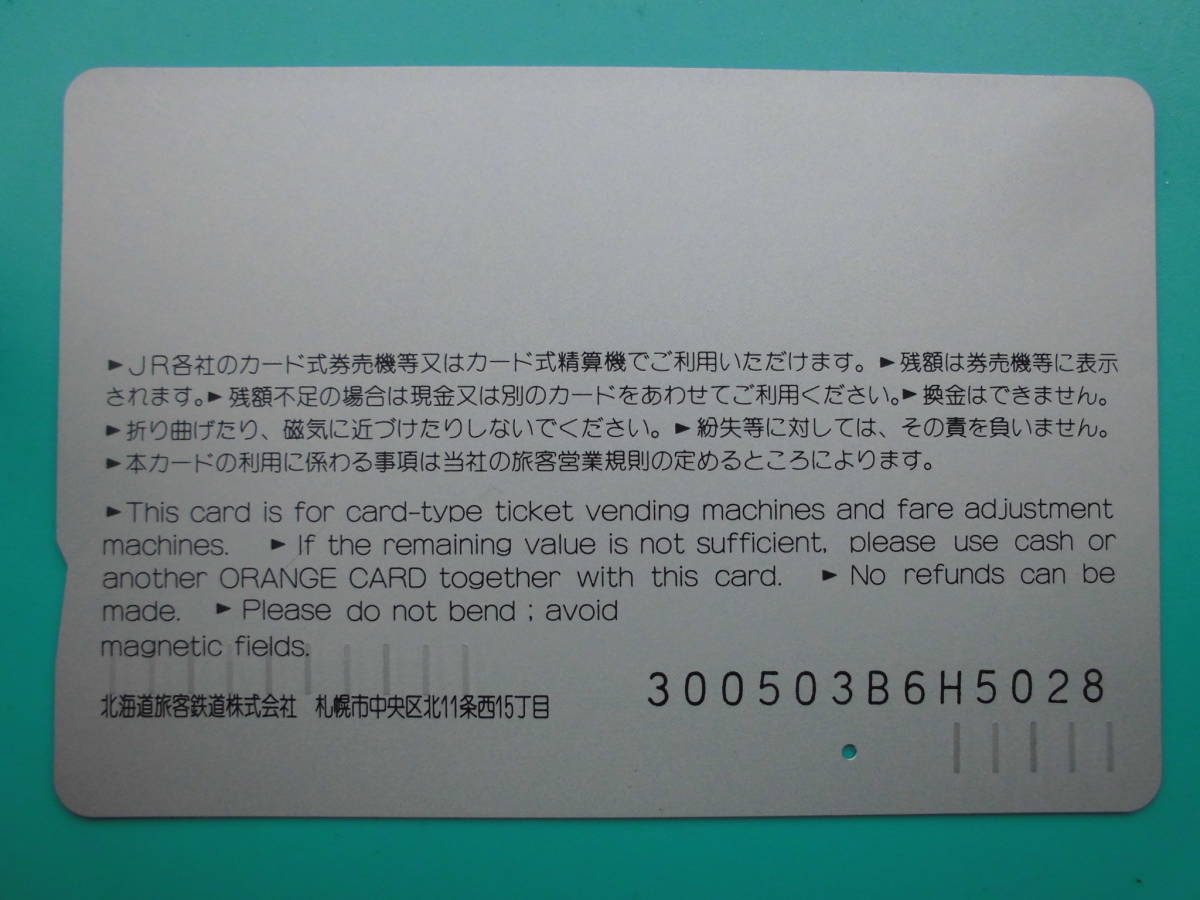 ►ＪＲ各社のカード式券売機等又はカード式精算機でご利用いただけます。►残額は券売機等に表示
されます。►残額不足の場合は現金又は別のカードをあわせてご利用ください。►換金はできません。
►折り曲げたり、磁気に近づけたりしないでください。►紛失等に対しては、その責を負いません。
►本カードの利用に係わる事項は当社の旅客営業規則の定めるところによります。
►This card is for card-type ticket vending machines and fare adjustment
machines. ►If the remaining value is not sufficient, please use cash or
another ORANGE CARD together with this card. ►No refunds can be
made. ►Please do not bend ; avoid
magnetic fields.
300503B6H5028
北海道旅客鉄道株式会社 札幌市中央区北11条西15丁目